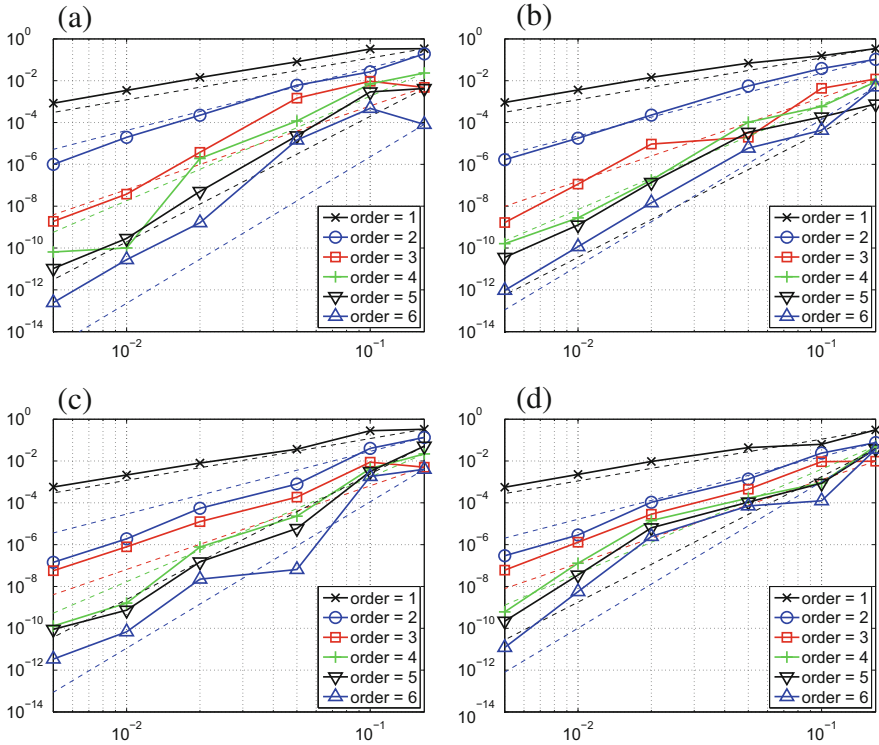 (a)
10^0
10^-2
10^-4
10^-6
10^-8
10^-10
10^-12
10^-14
10^-2
10^-1
order = 1
order = 2
order = 3
order = 4
order = 5
order = 6
(b)
10^0
10^-2
10^-4
10^-6
10^-8
10^-10
10^-12
10^-14
10^-2
10^-1
order = 1
order = 2
order = 3
order = 4
order = 5
order = 6
(c)
10^0
10^-2
10^-4
10^-6
10^-8
10^-10
10^-12
10^-14
10^-2
10^-1
order = 1
order = 2
order = 3
order = 4
order = 5
order = 6
(d)
10^0
10^-2
10^-4
10^-6
10^-8
10^-10
10^-12
10^-14
10^-2
10^-1
order = 1
order = 2
order = 3
order = 4
order = 5
order = 6